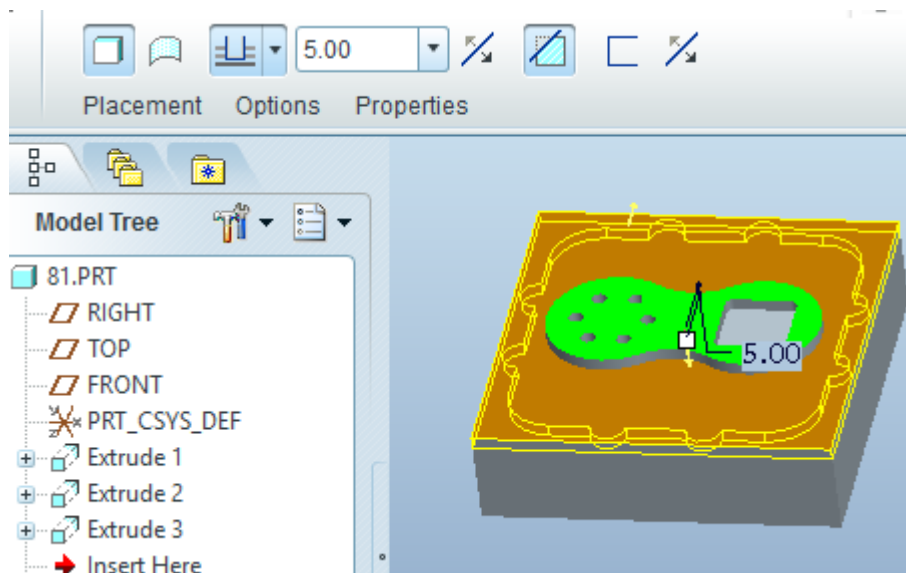 5.00
Placement Options Properties
Model Tree
81.PRT
RIGHT
TOP
FRONT
PRT_CSYS_DEF
Extrude 1
Extrude 2
Extrude 3
Insert Here
5.00